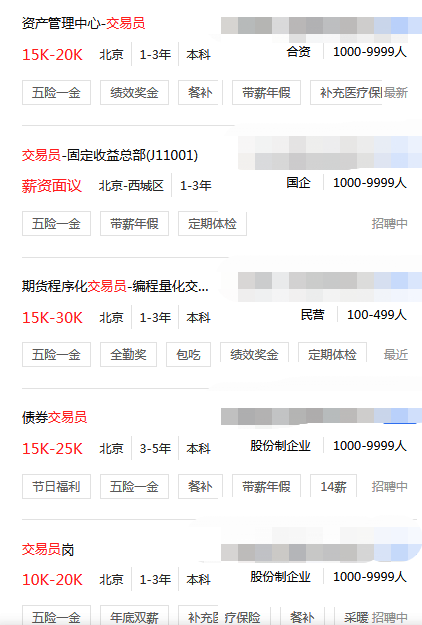 资产管理中心-交易员
15K-20K 北京 1-3年 本科 合资 1000-9999人
五险一金 绩效奖金 餐补 带薪年假 补充医疗保 最新
交易员-固定收益总部(J11001)
薪资面议 北京-西城区 1-3年 国企 1000-9999人
五险一金 带薪年假 定期体检 招聘中
期货程序化交易员-编程量化交...
15K-30K 北京 1-3年 本科 民营 100-499人
五险一金 全勤奖 包吃 绩效奖金 定期体检 最近
债券交易员
15K-25K 北京 3-5年 本科 股份制企业 1000-9999人
节日福利 五险一金 餐补 带薪年假 14薪 招聘中
交易员岗
10K-20K 北京 1-3年 本科 股份制企业 1000-9999人
五险一金 年底双薪 补充医疗保险 餐补 采暖 招聘中